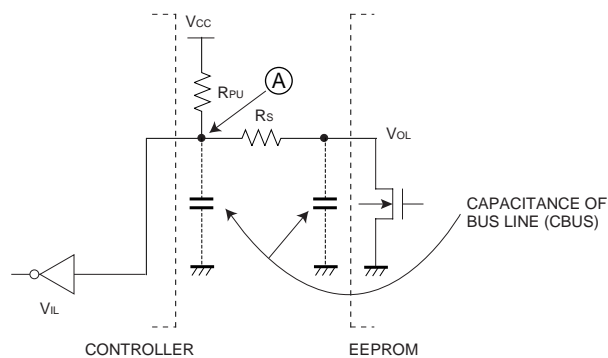 VCC
A
RPU
RS
VOL
CAPACITANCE OF
BUS LINE (CBUS)
VIL
CONTROLLER
EEPROM